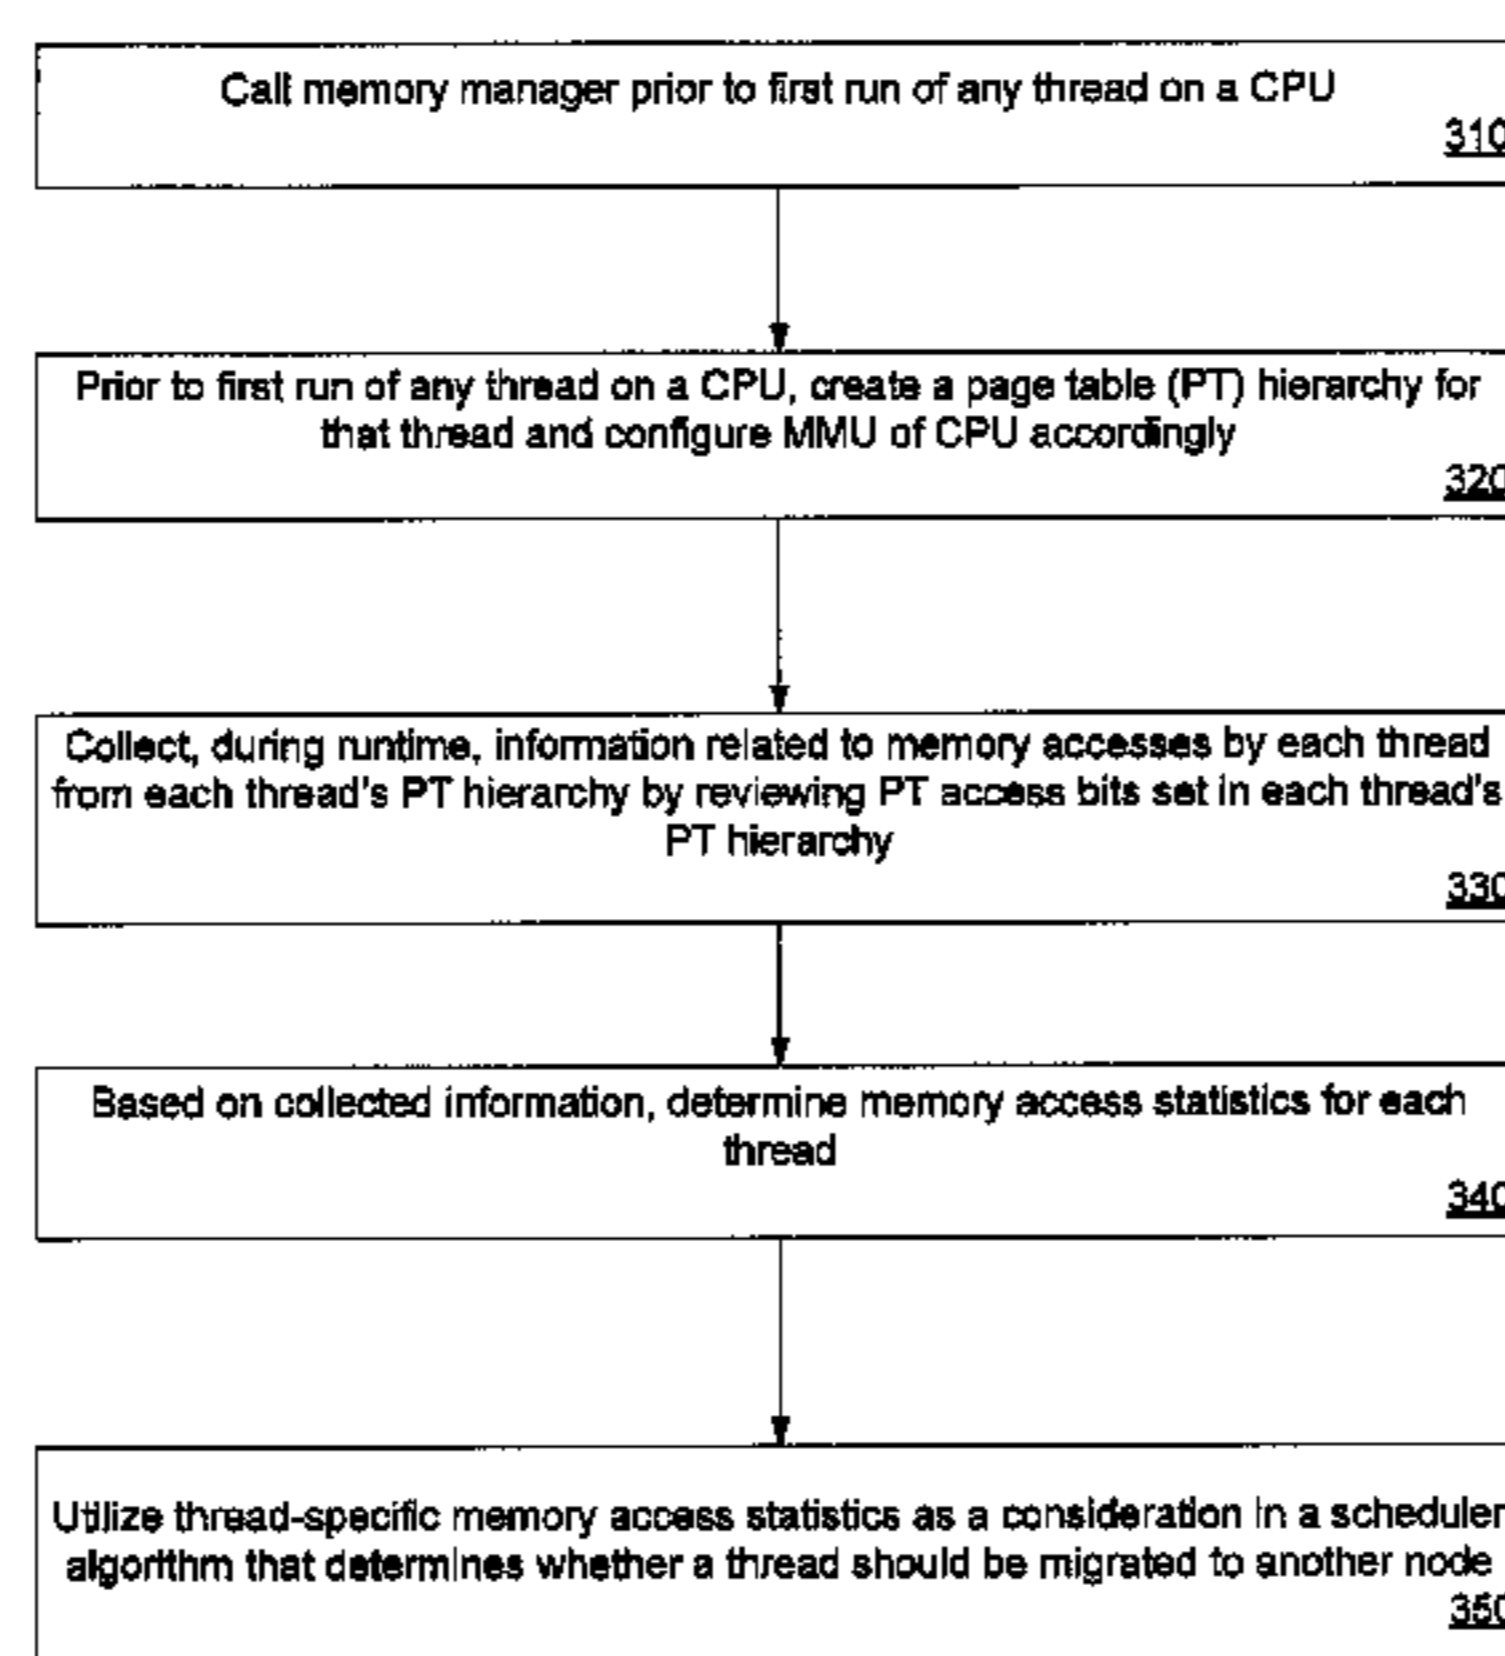 Call memory manager prior to first run of any thread on a CPU
310
Prior to first run of any thread on a CPU, create a page table (PT) hierarchy for
that thread and configure MMU of CPU accordingly
320
Collect, during runtime, information related to memory accesses by each thread
from each thread's PT hierarchy by reviewing PT access bits set in each thread's
PT hierarchy
330
Based on collected information, determine memory access statistics for each
thread
340
Utilize thread-specific memory access statistics as a consideration in a scheduler
algorithm that determines whether a thread should be migrated to another node
350